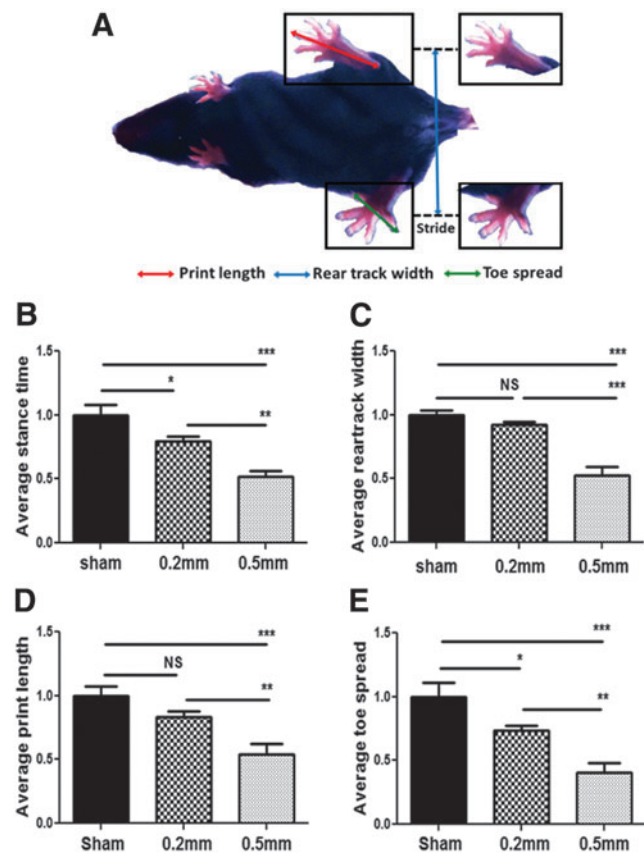 A
Stride
Print length Rear track width Toe spread
B
Average stance time
1.5
1.0
0.5
0.0
***
*
**
sham 0.2mm 0.5mm
C
Average reartrack width
1.5
1.0
0.5
0.0
***
NS ***
sham 0.2mm 0.5mm
D
Average print length
1.5
1.0
0.5
0.0
***
NS
**
Sham 0.2mm 0.5mm
E
Average toe spread
1.5
1.0
0.5
0.0
***
*
**
Sham 0.2mm 0.5mm